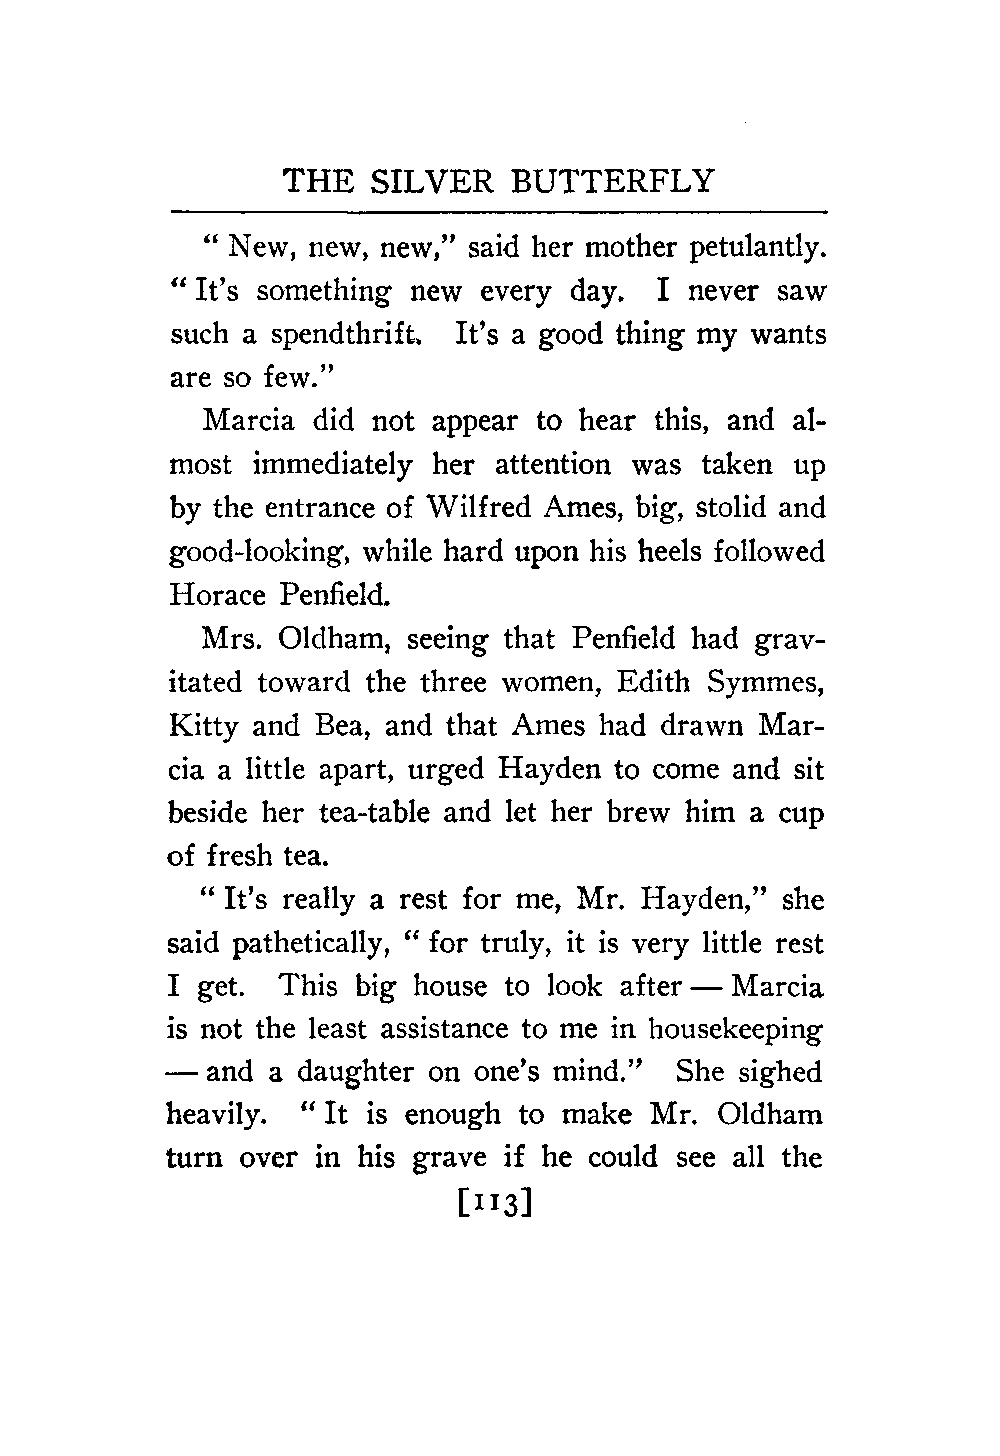 THE SILVER BUTTERFLY
" New, new, new," said her mother petulantly.
" It's something new every day. I never saw
such a spendthrift. It's a good thing my wants
are so few."
Marcia did not appear to hear this, and al-
most immediately her attention was taken up
by the entrance of Wilfred Ames, big, stolid and
good-looking, while hard upon his heels followed
Horace Penfield.
Mrs. Oldham, seeing that Penfield had grav-
itated toward the three women, Edith Symmes,
Kitty and Bea, and that Ames had drawn Mar-
cia a little apart, urged Hayden to come and sit
beside her tea-table and let her brew him a cup
of fresh tea.
" It's really a rest for me, Mr. Hayden," she
said pathetically, " for truly, it is very little rest
I get. This big house to look after — Marcia
is not the least assistance to me in housekeeping
— and a daughter on one's mind." She sighed
heavily. " It is enough to make Mr. Oldham
turn over in his grave if he could see all the
[113]